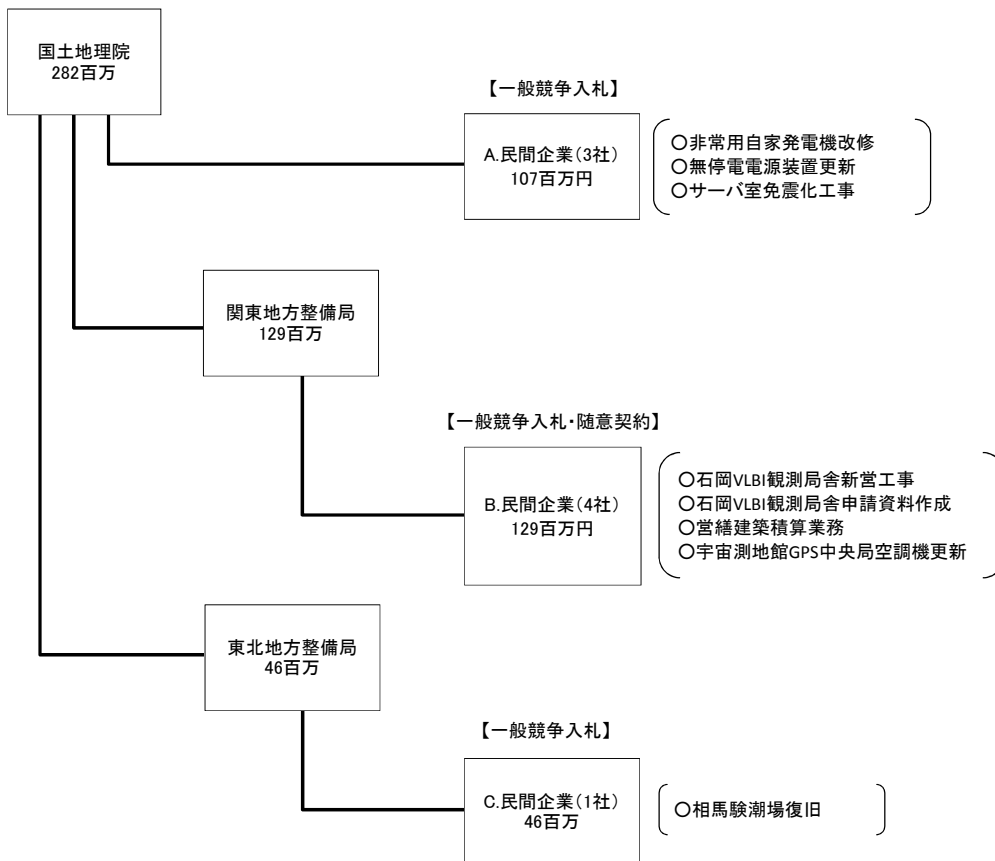 国土地理院
282百万
【一般競争入札】
A.民間企業(3社)
107百万円
○非常用自家発電機改修
○無停電電源装置更新
○サーバ室免震化工事
関東地方整備局
129百万
【一般競争入札・随意契約】
B.民間企業(4社)
129百万円
○石岡VLBI観測局舎新営工事
○石岡VLBI観測局舎申請資料作成
○営繕建築積算業務
○宇宙測地館GPS中央局空調機更新
東北地方整備局
46百万
【一般競争入札】
C.民間企業(1社)
46百万
○相馬験潮場復旧